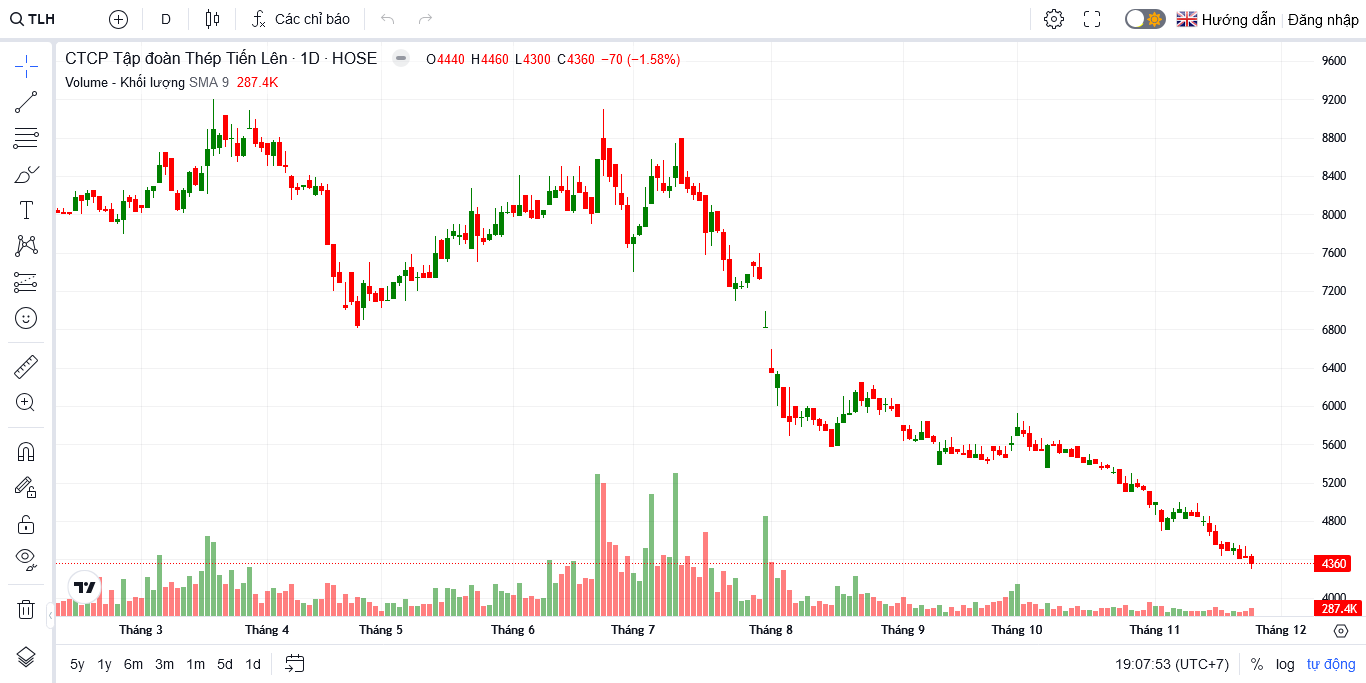 TLH D Các chỉ báo Hướng dẫn Đăng nhập
CTCP Tập đoàn Thép Tiến Lên · 1D · HOSE O4440 H4460 L4300 C4360 −70 (−1.58%)
Volume - Khối lượng SMA 9 287.4K
9600
9200
8800
8400
8000
7600
7200
6800
6400
6000
5600
5200
4800
4360
4000
287.4K
Tháng 3 Tháng 4 Tháng 5 Tháng 6 Tháng 7 Tháng 8 Tháng 9 Tháng 10 Tháng 11 Tháng 12
5y 1y 6m 3m 1m 5d 1d 19:07:53 (UTC+7) % log tự động